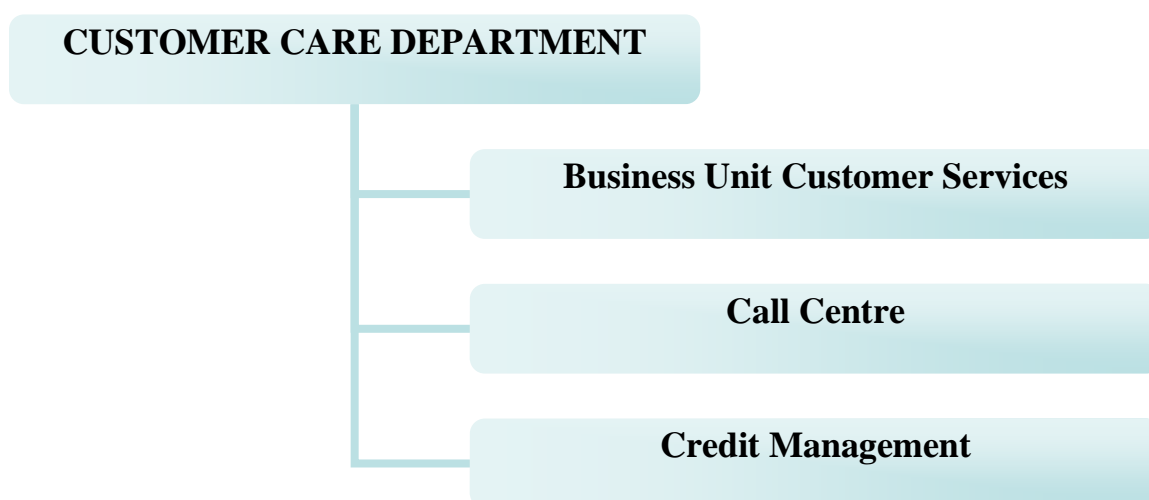 CUSTOMER CARE DEPARTMENT
Business Unit Customer Services
Call Centre
Credit Management